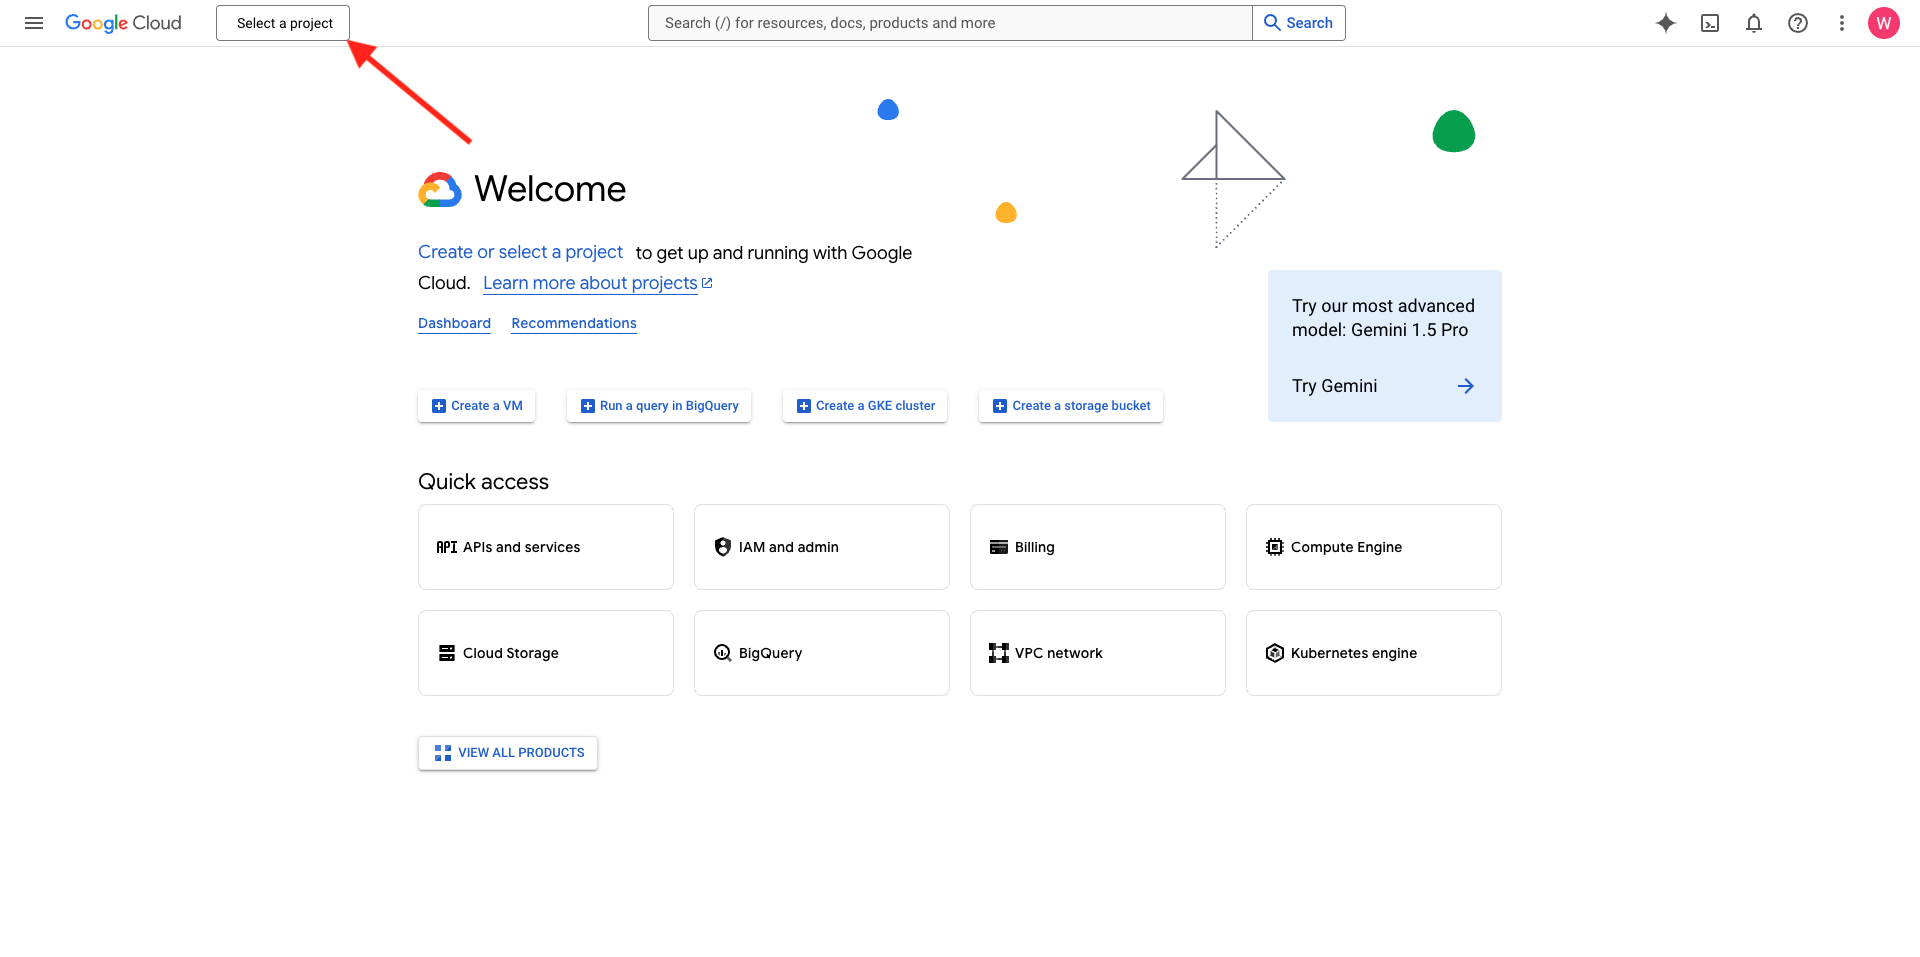 Google Cloud
Select a project
Search (/) for resources, docs, products and more
Search
W
Welcome
Create or select a project to get up and running with Google
Cloud. Learn more about projects
Dashboard Recommendations
Try our most advanced
model: Gemini 1.5 Pro
Try Gemini
Create a VM
Run a query in BigQuery
Create a GKE cluster
Create a storage bucket
Quick access
API APIs and services
IAM and admin
Billing
Compute Engine
Cloud Storage
BigQuery
VPC network
Kubernetes engine
VIEW ALL PRODUCTS